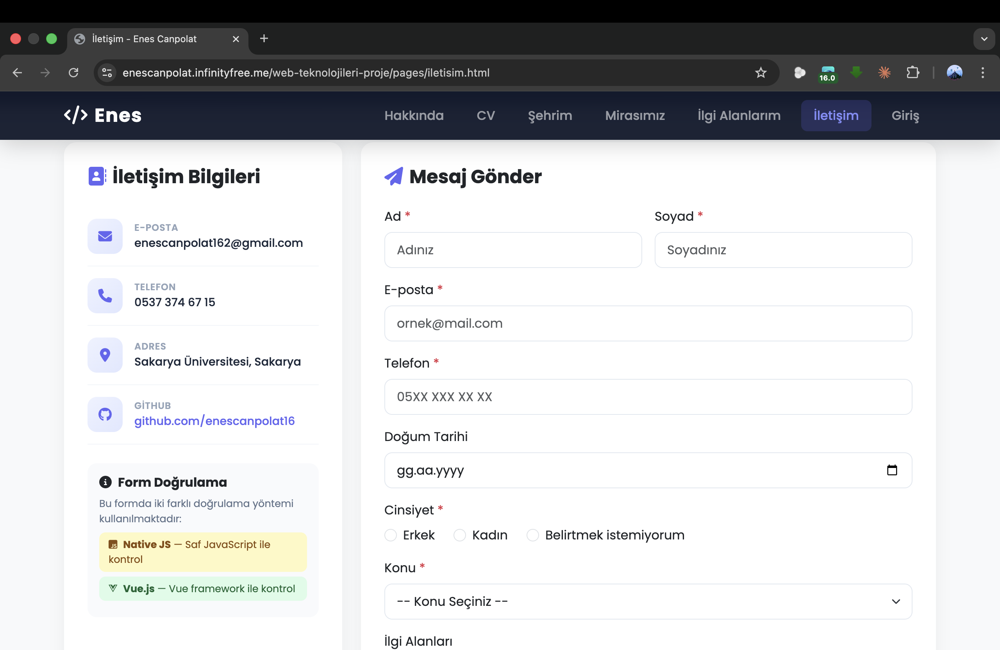 İletişim - Enes Canpolat
enescanpolat.infinityfree.me/web-teknolojileri-proje/pages/iletisim.html
16.0
</> Enes
Hakkında
CV
Şehrim
Mirasımız
İlgi Alanlarım
İletişim
Giriş
İletişim Bilgileri
E-POSTA
enescanpolat162@gmail.com
TELEFON
0537 374 67 15
ADRES
Sakarya Üniversitesi, Sakarya
GİTHUB
github.com/enescanpolat16
Form Doğrulama
Bu formda iki farklı doğrulama yöntemi
kullanılmaktadır:
JS Native JS — Saf JavaScript ile
kontrol
Vue.js — Vue framework ile kontrol
Mesaj Gönder
Ad *
Adınız
Soyad *
Soyadınız
E-posta *
ornek@mail.com
Telefon *
05XX XXX XX XX
Doğum Tarihi
gg.aa.yyyy
Cinsiyet *
Erkek
Kadın
Belirtmek istemiyorum
Konu *
-- Konu Seçiniz --
İlgi Alanları